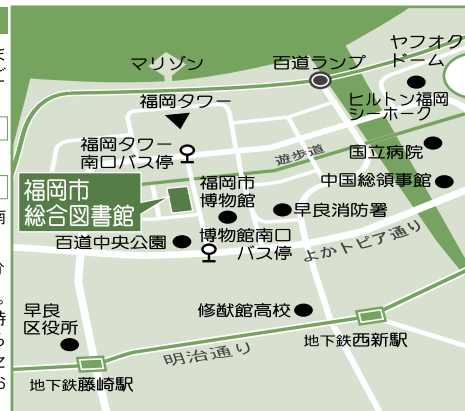 マリゾン
百道ランプ
ヤフオク
ドーム
福岡タワー
ヒルトン福岡
シーホーク
福岡タワー
南口バス停
遊歩道
国立病院
福岡市
総合図書館
福岡市
博物館
中国総領事館
早良消防署
百道中央公園
博物館南口
バス停
よかトピア通り
早良
区役所
修猷館高校
地下鉄西新駅
明治通り
地下鉄藤崎駅